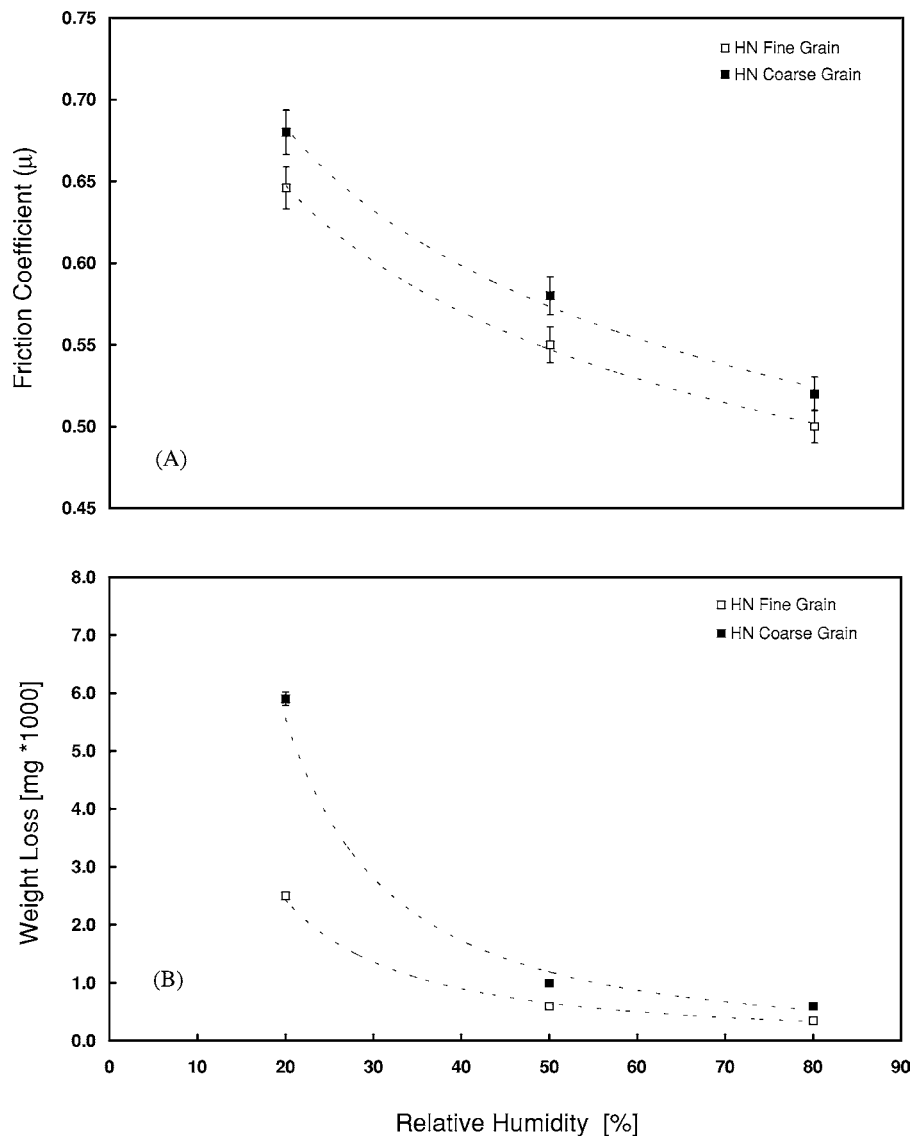 0.75
0.70
0.65
0.60
0.55
0.50
0.45
Friction Coefficient (μ)
HN Fine Grain
HN Coarse Grain
(A)
8.0
7.0
6.0
5.0
4.0
3.0
2.0
1.0
0.0
Weight Loss [mg *1000]
HN Fine Grain
HN Coarse Grain
(B)
0 10 20 30 40 50 60 70 80 90
Relative Humidity [%]